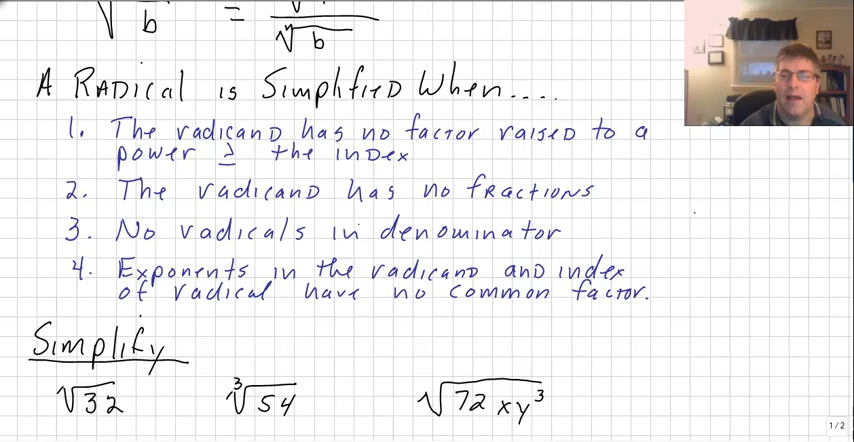 √b = ⁿ√b
A Radical is Simplified When....
1. The radicand has no factor raised to a
power ≥ the index
2. The radicand has no fractions
3. No radicals in denominator
4. Exponents in the radicand and index
of radical have no common factor.
Simplify
√32 ³√54 √72xy³
1/2